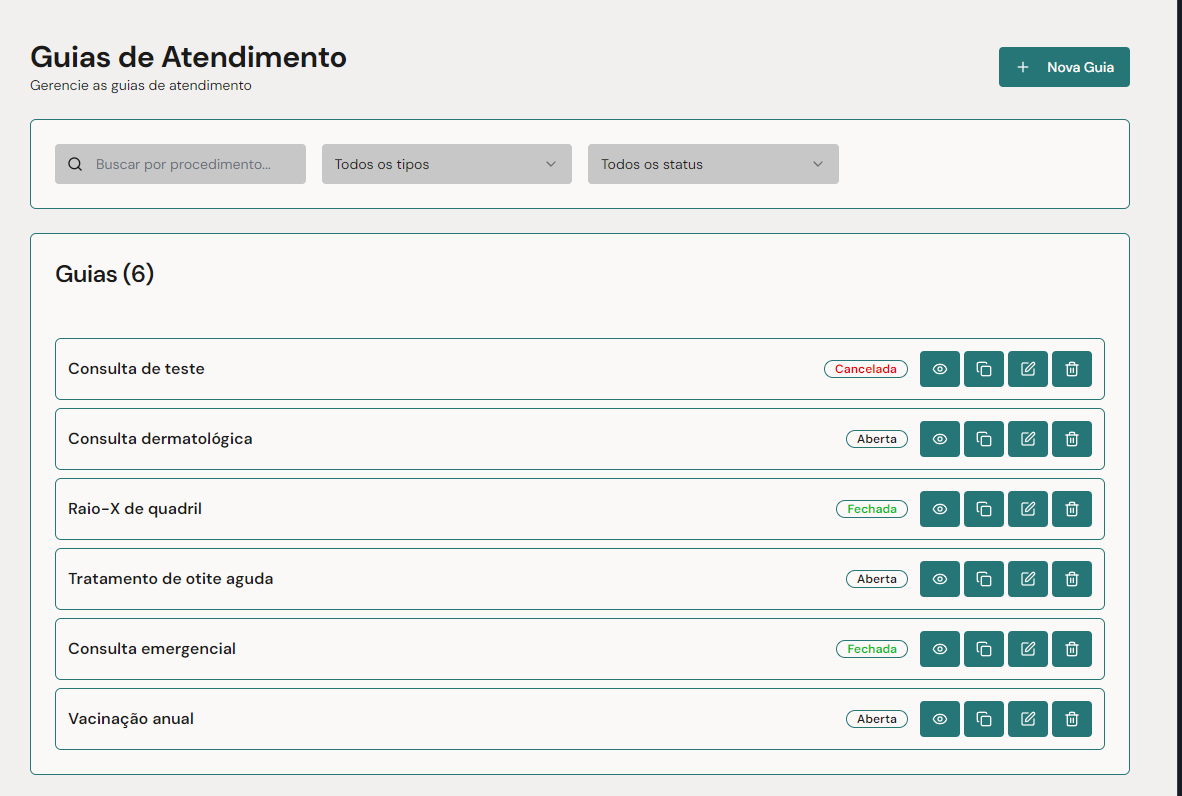 Guias de Atendimento
Gerencie as guias de atendimento
Nova Guia
Buscar por procedimento...
Todos os tipos
Todos os status
Guias (6)
Consulta de teste
Cancelada
Consulta dermatológica
Aberta
Raio-X de quadril
Fechada
Tratamento de otite aguda
Aberta
Consulta emergencial
Fechada
Vacinação anual
Aberta